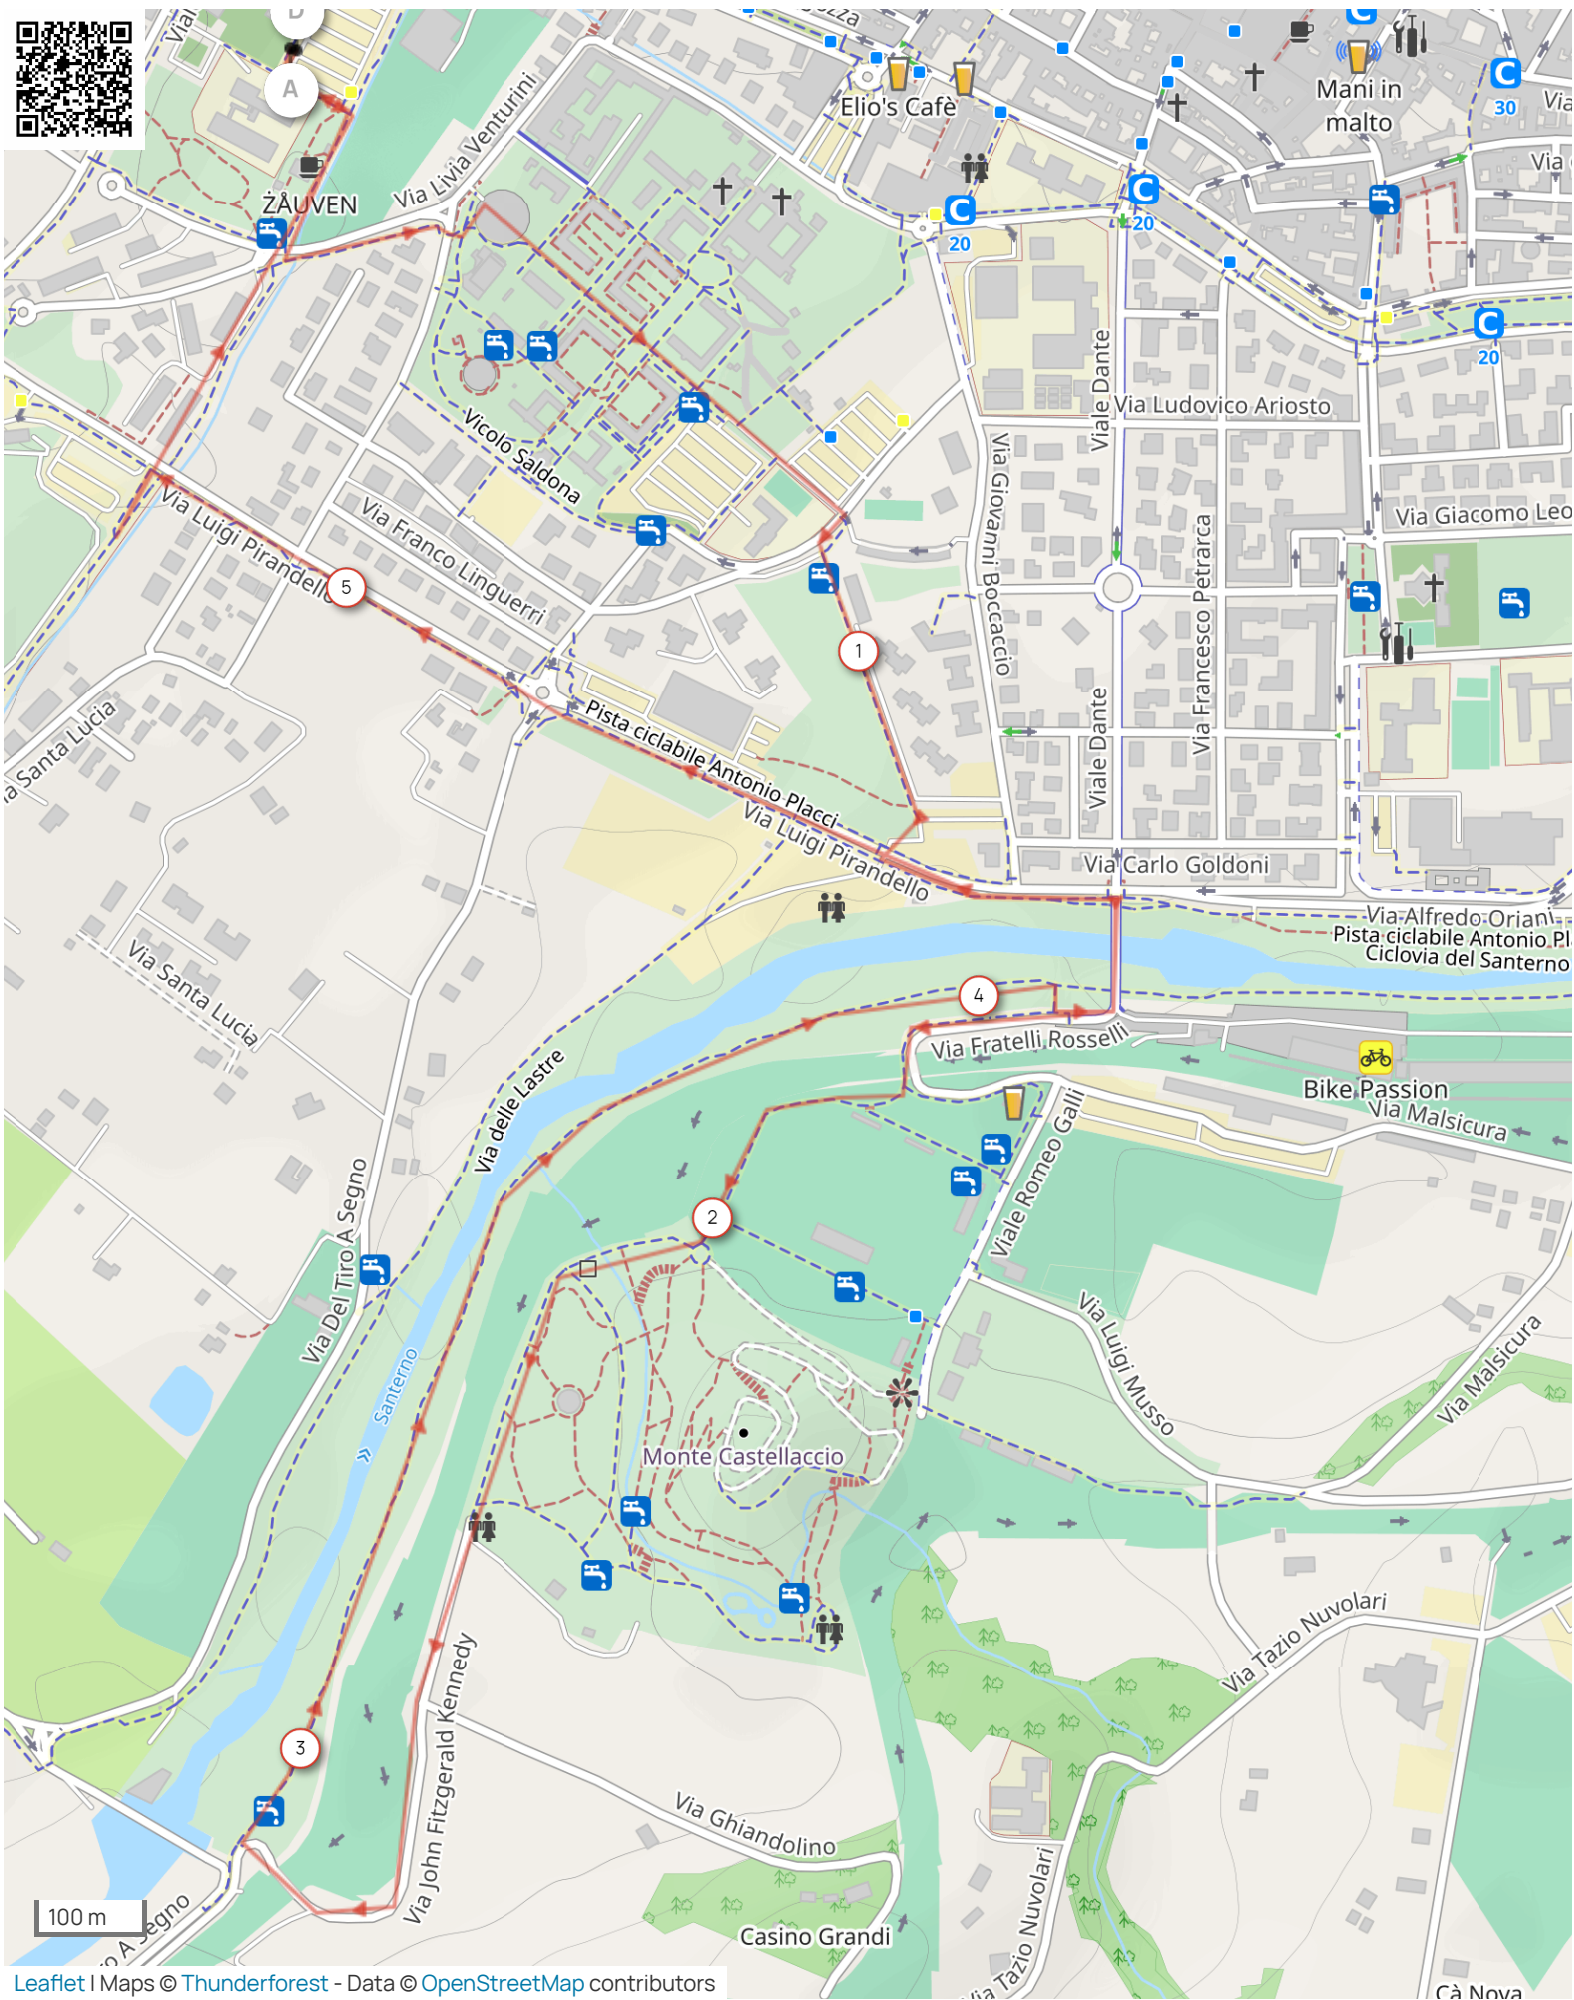 D
A
Via Livia Venturini
ŻAUVEN
Elio's Cafè
20
20
Mani in
malto
30
20
Vicolo Saldona
Viale Dante
Via Ludovico Ariosto
Via Giovanni Boccaccio
Via Francesco Petrarca
Via Giacomo Leo
Via Luigi Pirandello
Via Franco Linguerri
5
1
Pista ciclabile Antonio Placci
Via Luigi Pirandello
Viale Dante
Via Carlo Goldoni
Via Alfredo Oriani
Pista ciclabile Antonio Pl
Ciclovia del Santerno
ia Santa Lucia
Via Santa Lucia
4
Via Fratelli Rosselli
Bike Passion
Via Malsicura
Via delle Lastre
Viale Romeo Galli
2
Via Del Tiro A Segno
Via Luigi Musso
Via Malsicura
Santerno
Monte Castellaccio
Via Tazio Nuvolari
Via John Fitzgerald Kennedy
3
Via Ghiandolino
Via Tazio Nuvolari
Casino Grandi
Cà Nova
o A Segno
100 m
Leaflet | Maps © Thunderforest - Data © OpenStreetMap contributors